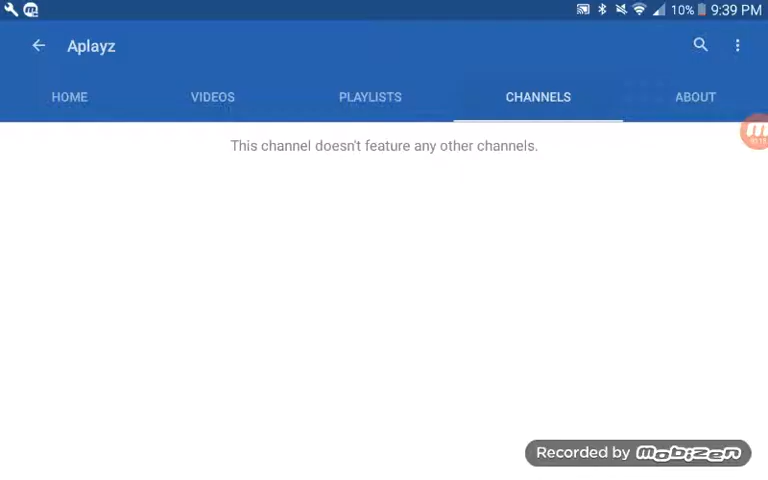 10% 9:39 PM
Aplayz
HOME VIDEOS PLAYLISTS CHANNELS ABOUT
This channel doesn't feature any other channels.
Recorded by mobizen